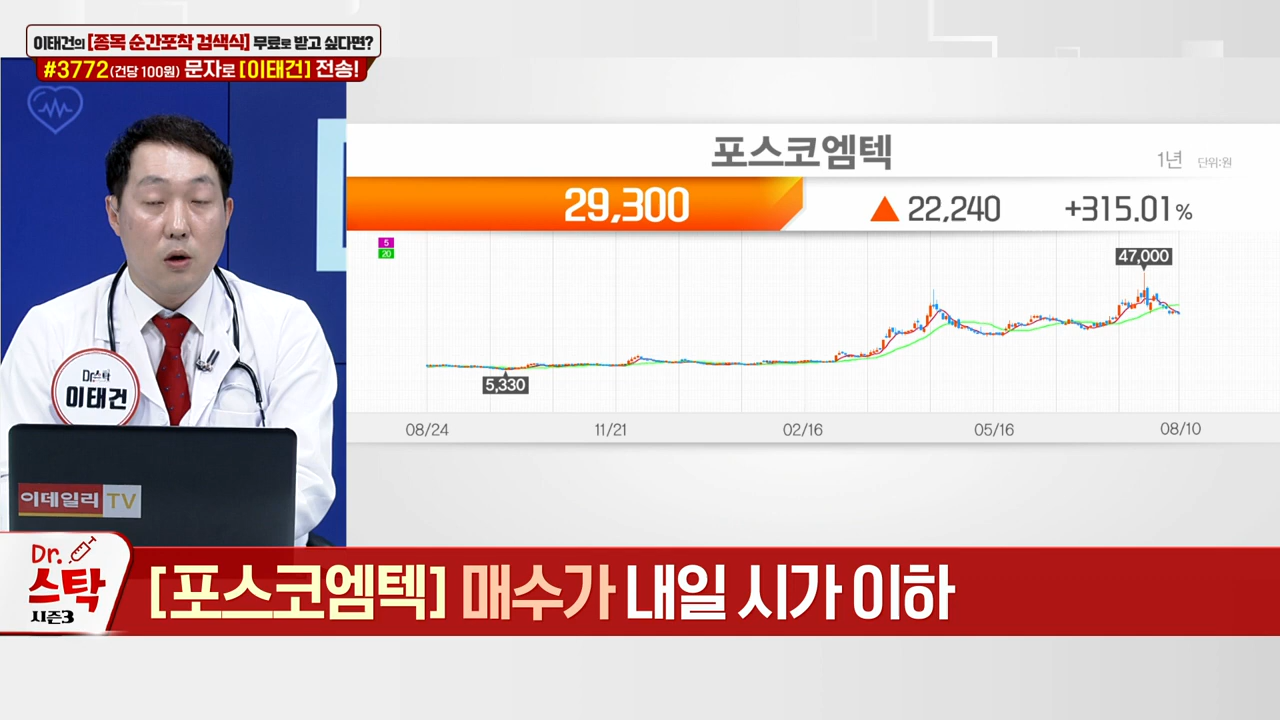 이태건의 [종목 순간포착 검색식] 무료로 받고 싶다면?
#3772(건당 100원) 문자로 [이태건] 전송!
포스코엠텍
1년 단위:원
29,300 ▲ 22,240 +315.01%
5
20
47,000
5,330
08/24 11/21 02/16 05/16 08/10
Dr.스탁
이태건
이데일리 TV
Dr.
스탁
시즌3
[포스코엠텍] 매수가 내일 시가 이하